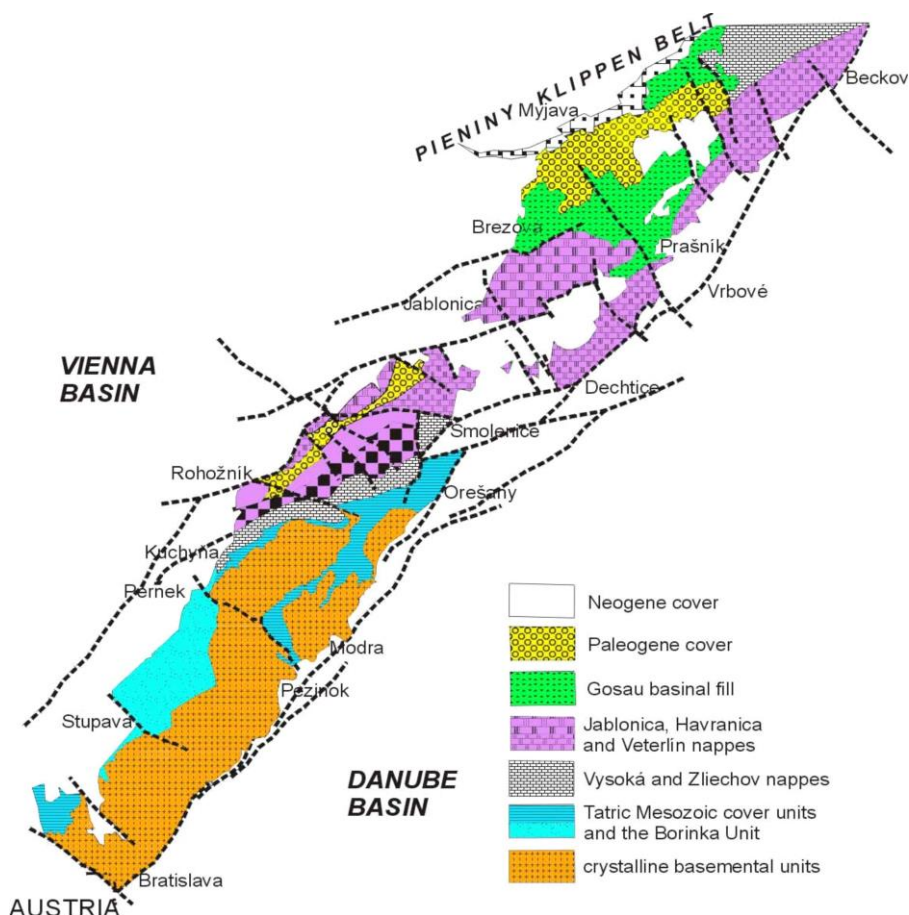 PIENINY KLIPPEN BELT
Beckov
Myjava
Brezova
Prašník
Vrbové
Jablonica
VIENNA
BASIN
Dechtice
Smolenice
Rohožník
Orešany
Kuchyna
Pernek
Modra
Pezinok
Stupava
DANUBE
BASIN
Bratislava
AUSTRIA
Neogene cover
Paleogene cover
Gosau basinal fill
Jablonica, Havranica
and Veterlín nappes
Vysoká and Zliechov nappes
Tatric Mesozoic cover units
and the Borinka Unit
crystalline basemental units